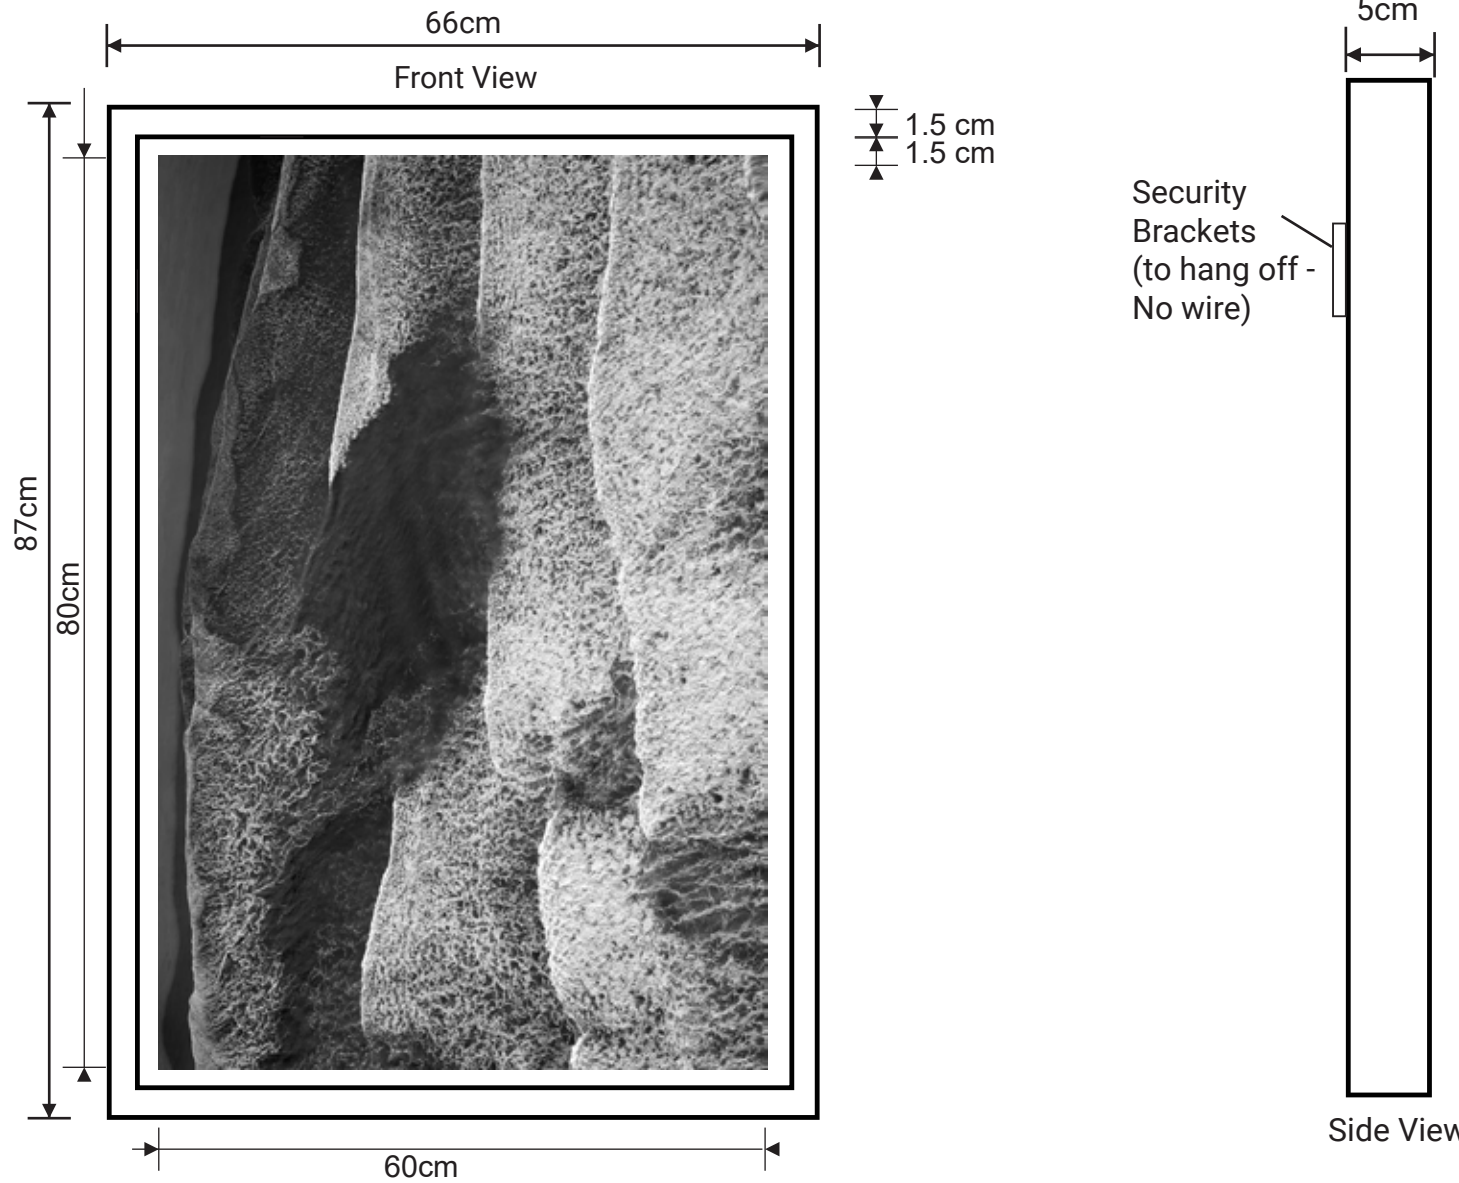 66cm
5cm
Front View
1.5 cm
1.5 cm
Security
Brackets
(to hang off -
No wire)
87cm
80cm
60cm
Side View